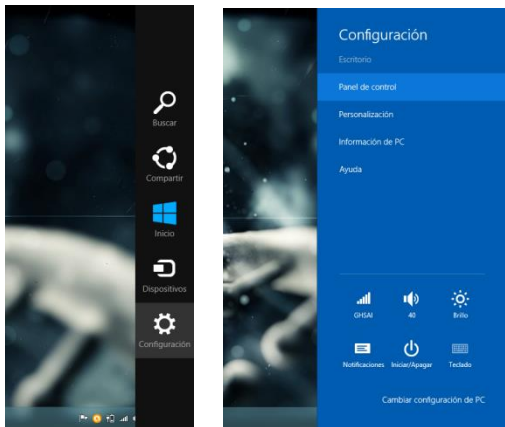 Buscar
Compartir
Inicio
Dispositivos
Configuración
Configuración
Escritorio
Panel de control
Personalización
Información de PC
Ayuda
GHSAI 40 Brillo
Notificaciones Iniciar/Apagar Teclado
Cambiar configuración de PC